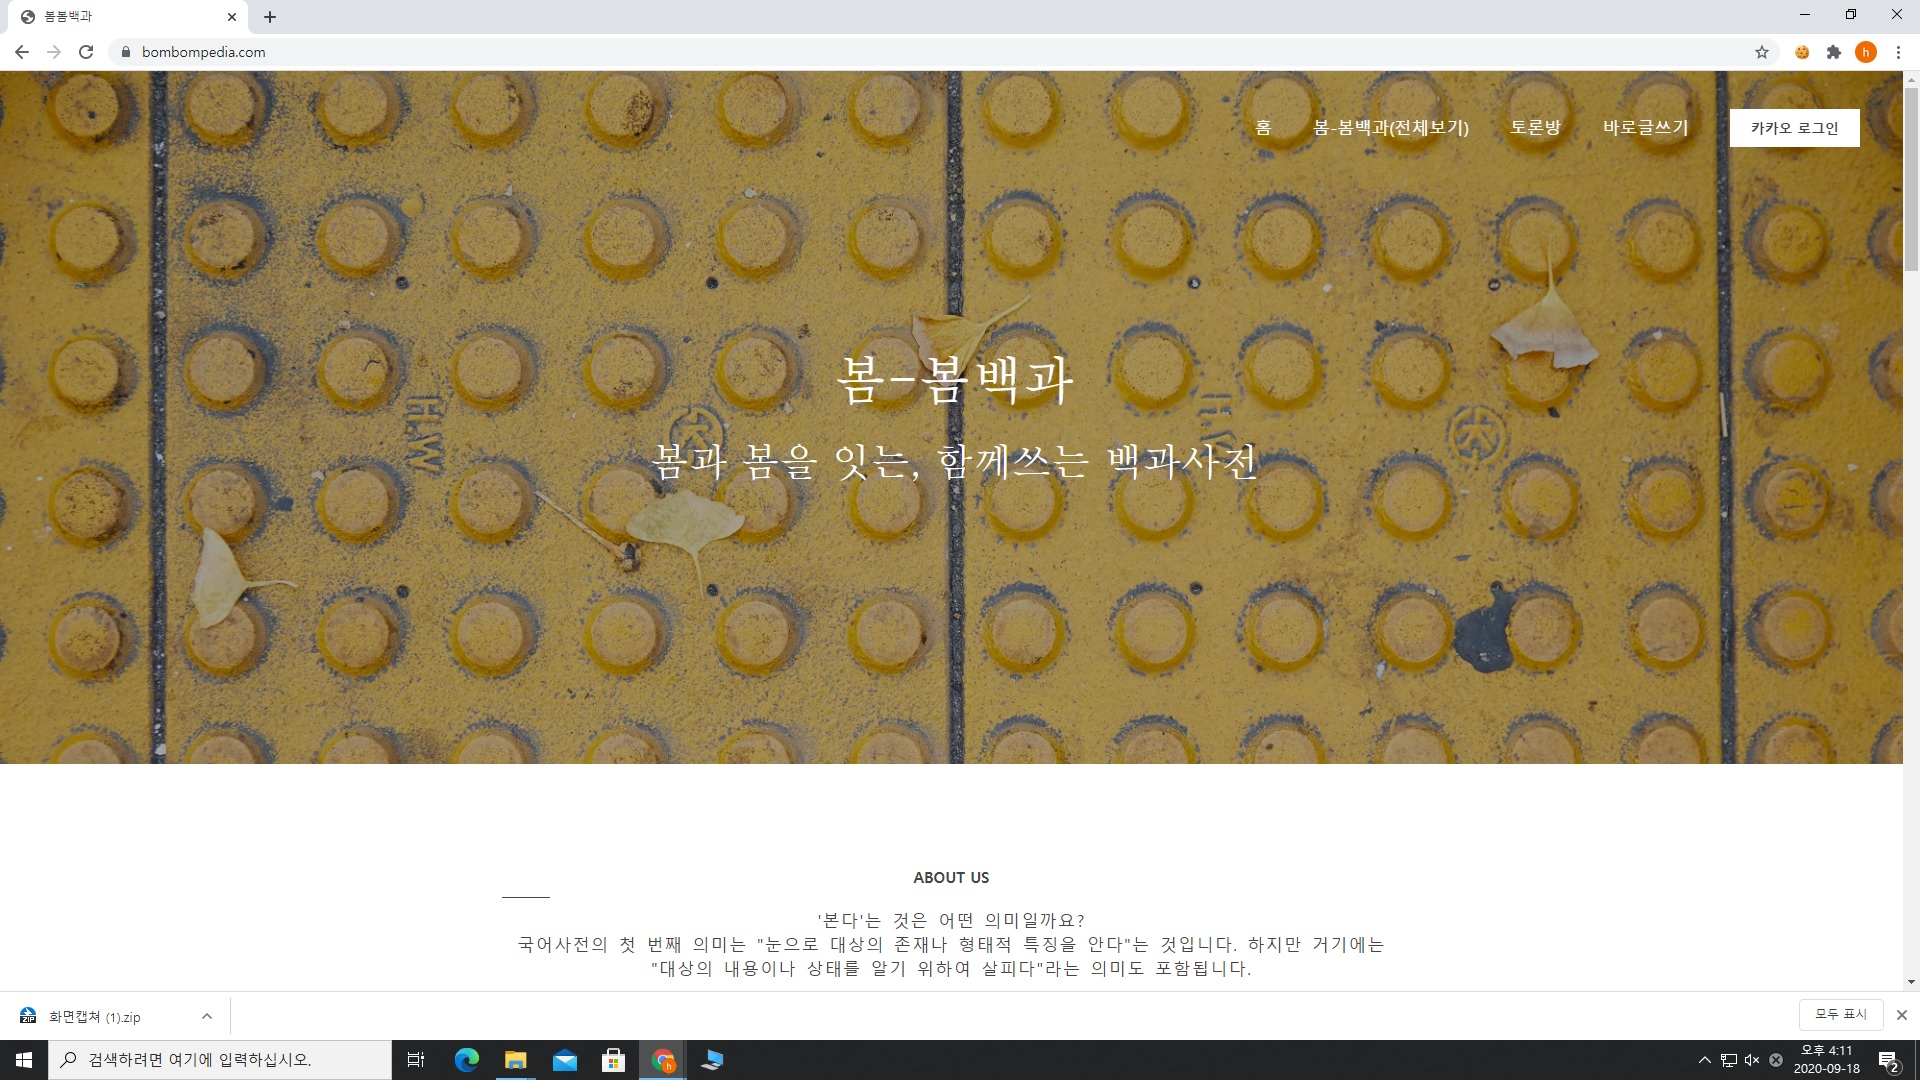 봄봄백과
bombompedia.com
h
홈 봄-봄백과(전체보기) 토론방 바로글쓰기 카카오 로그인
봄-봄백과
봄과 봄을 잇는, 함께쓰는 백과사전
H.W
ABOUT US
'본다'는 것은 어떤 의미일까요?
국어사전의 첫 번째 의미는 "눈으로 대상의 존재나 형태적 특징을 안다"는 것입니다. 하지만 거기에는
"대상의 내용이나 상태를 알기 위하여 살피다"라는 의미도 포함됩니다.
ZIP 화면캡쳐 (1).zip 모두 표시
검색하려면 여기에 입력하십시오. h
오후 4:11
2020-09-18
2